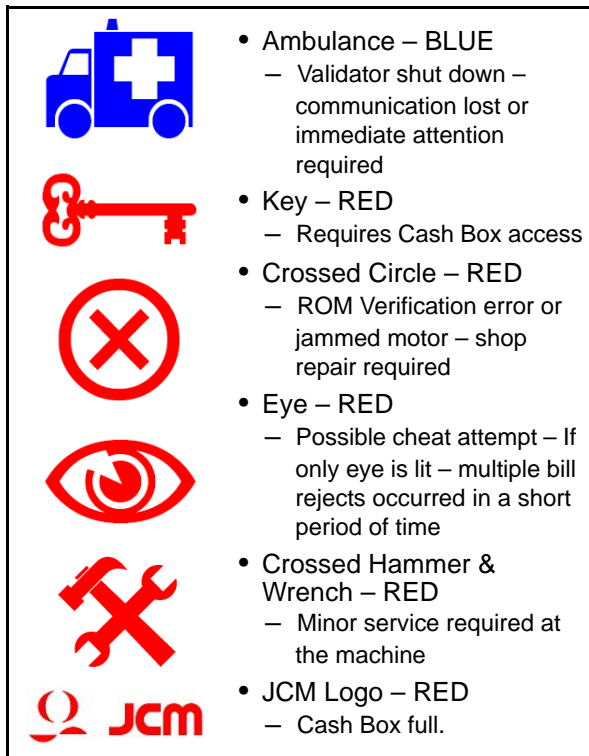 • Ambulance – BLUE
– Validator shut down –
communication lost or
immediate attention
required
• Key – RED
– Requires Cash Box access
• Crossed Circle – RED
– ROM Verification error or
jammed motor – shop
repair required
• Eye – RED
– Possible cheat attempt – If
only eye is lit – multiple bill
rejects occurred in a short
period of time
• Crossed Hammer &
Wrench – RED
– Minor service required at
the machine
JCM
• JCM Logo – RED
– Cash Box full.